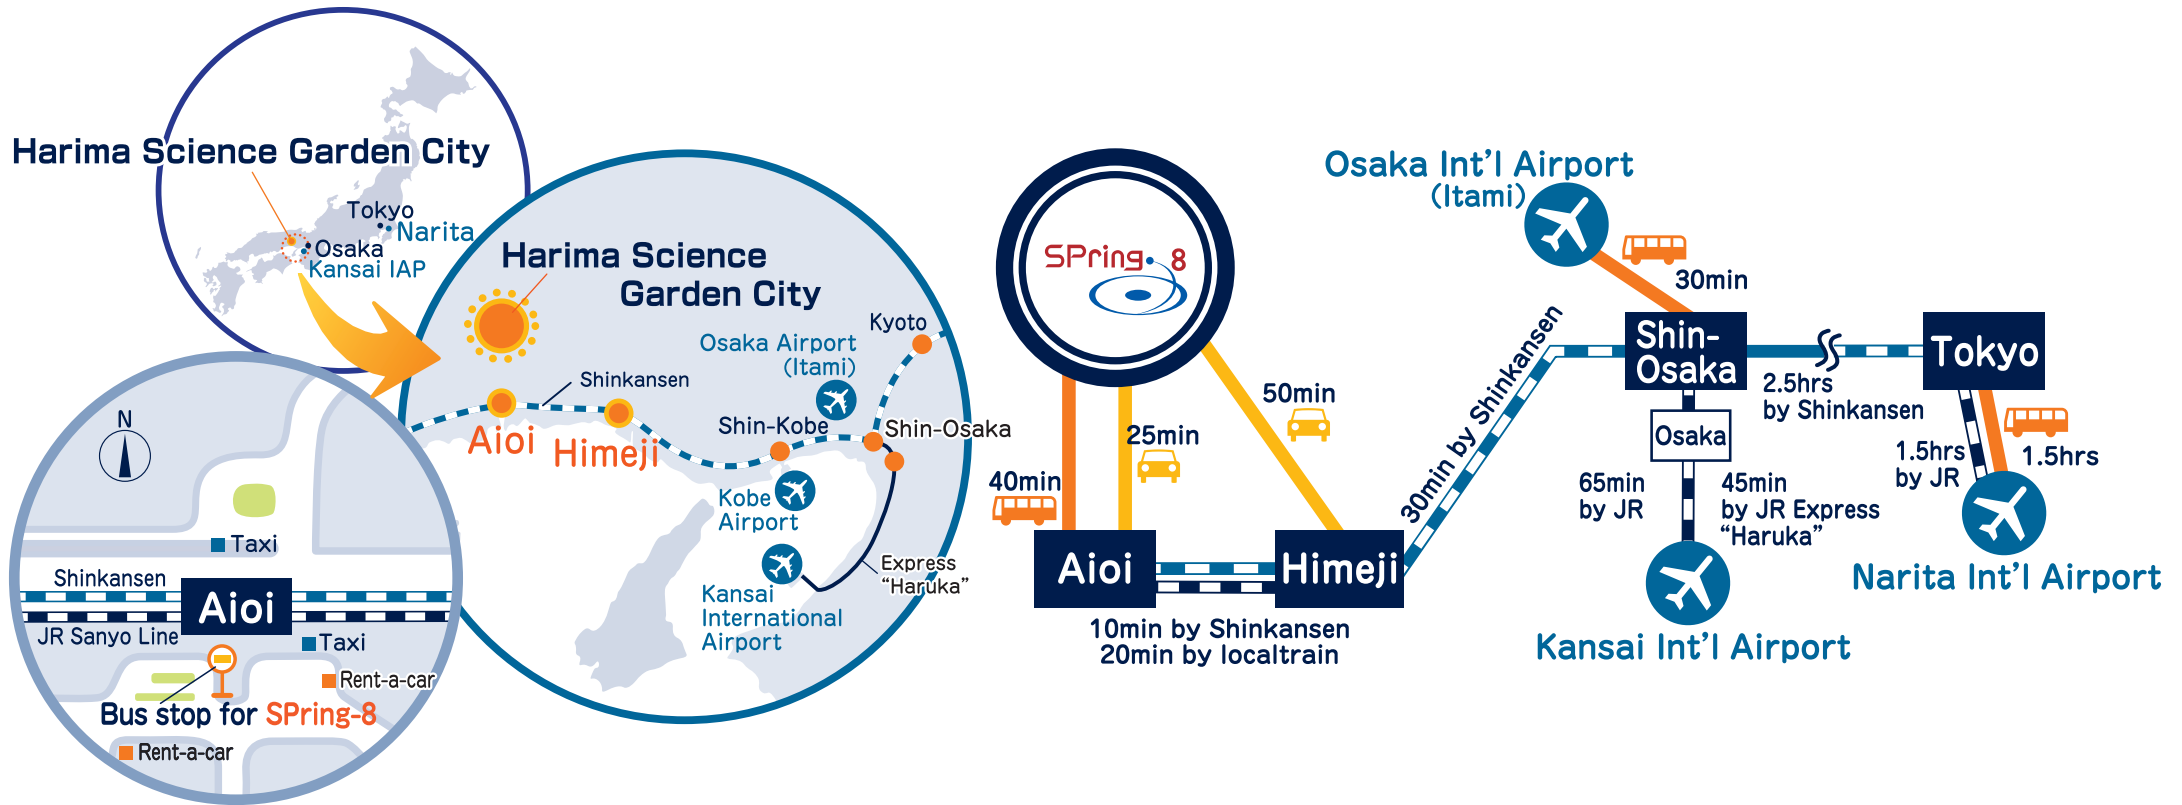 Harima Science Garden City
Tokyo
Narita
Osaka
Kansai IAP
Harima Science
Garden City
Kyoto
Osaka Airport
(Itami)
Shinkansen
Aioi
Himeji
Shin-Kobe
Shin-Osaka
Kobe
Airport
Express
“Haruka”
Kansai
International
Airport
N
Taxi
Shinkansen
Aioi
JR Sanyo Line
Taxi
Rent-a-car
Bus stop for SPring-8
Rent-a-car
SPring 8
40min
25min
50min
Aioi
Himeji
10min by Shinkansen
20min by localtrain
30min by Shinkansen
Osaka Int’l Airport
(Itami)
30min
Shin-
Osaka
2.5hrs
by Shinkansen
Tokyo
Osaka
65min
by JR
45min
by JR Express
“Haruka”
Kansai Int’l Airport
1.5hrs
by JR
1.5hrs
Narita Int’l Airport